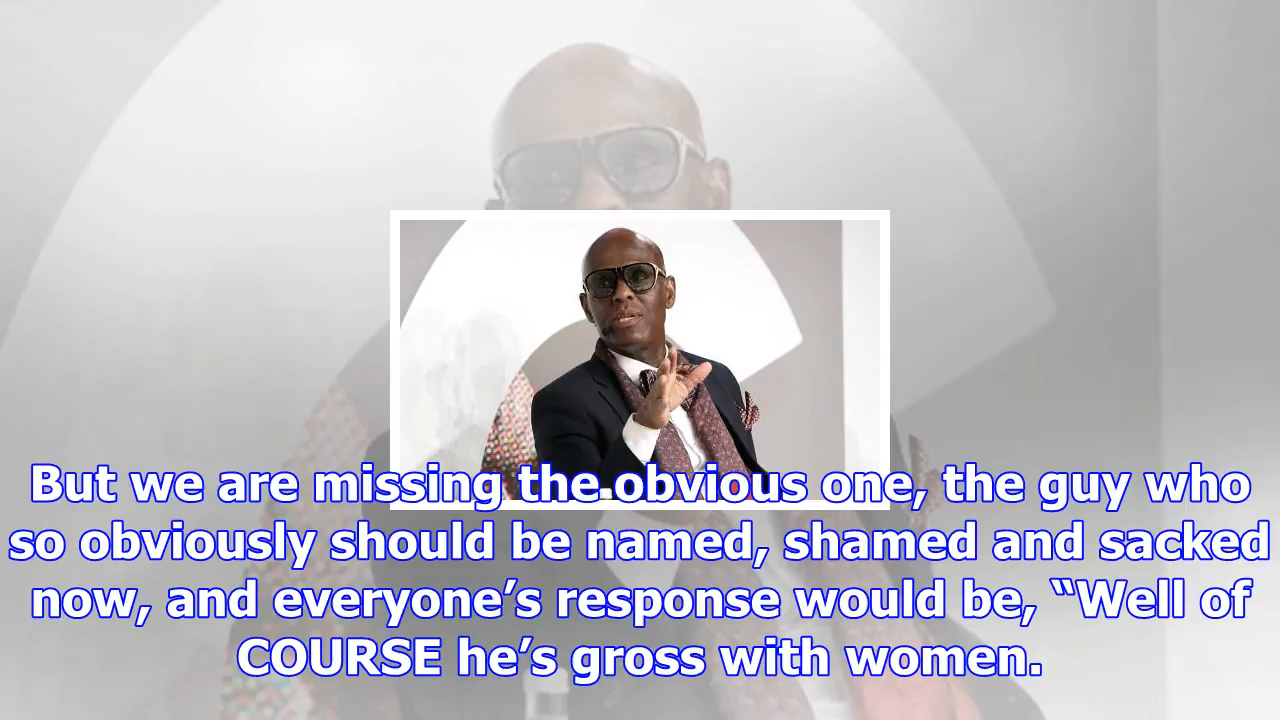 But we are missing the obvious one, the guy who
so obviously should be named, shamed and sacked
now, and everyone’s response would be, “Well of
COURSE he’s gross with women.